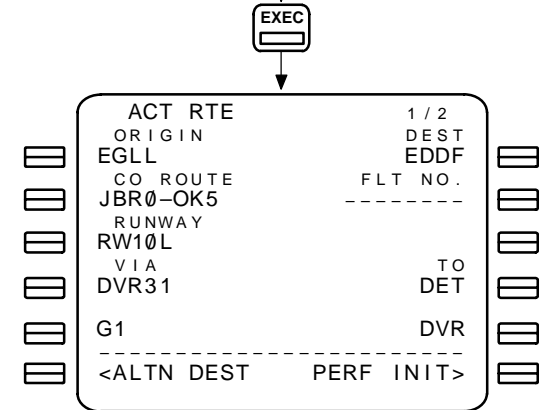 EXEC
ACT RTE 1/2
ORIGIN DEST
EGLL EDDF
CO ROUTE FLT NO.
JBRØ–OK5 --------
RUNWAY
RW1ØL
VIA TO
DVR31 DET
G1 DVR
--------------------------
<ALTN DEST PERF INIT>